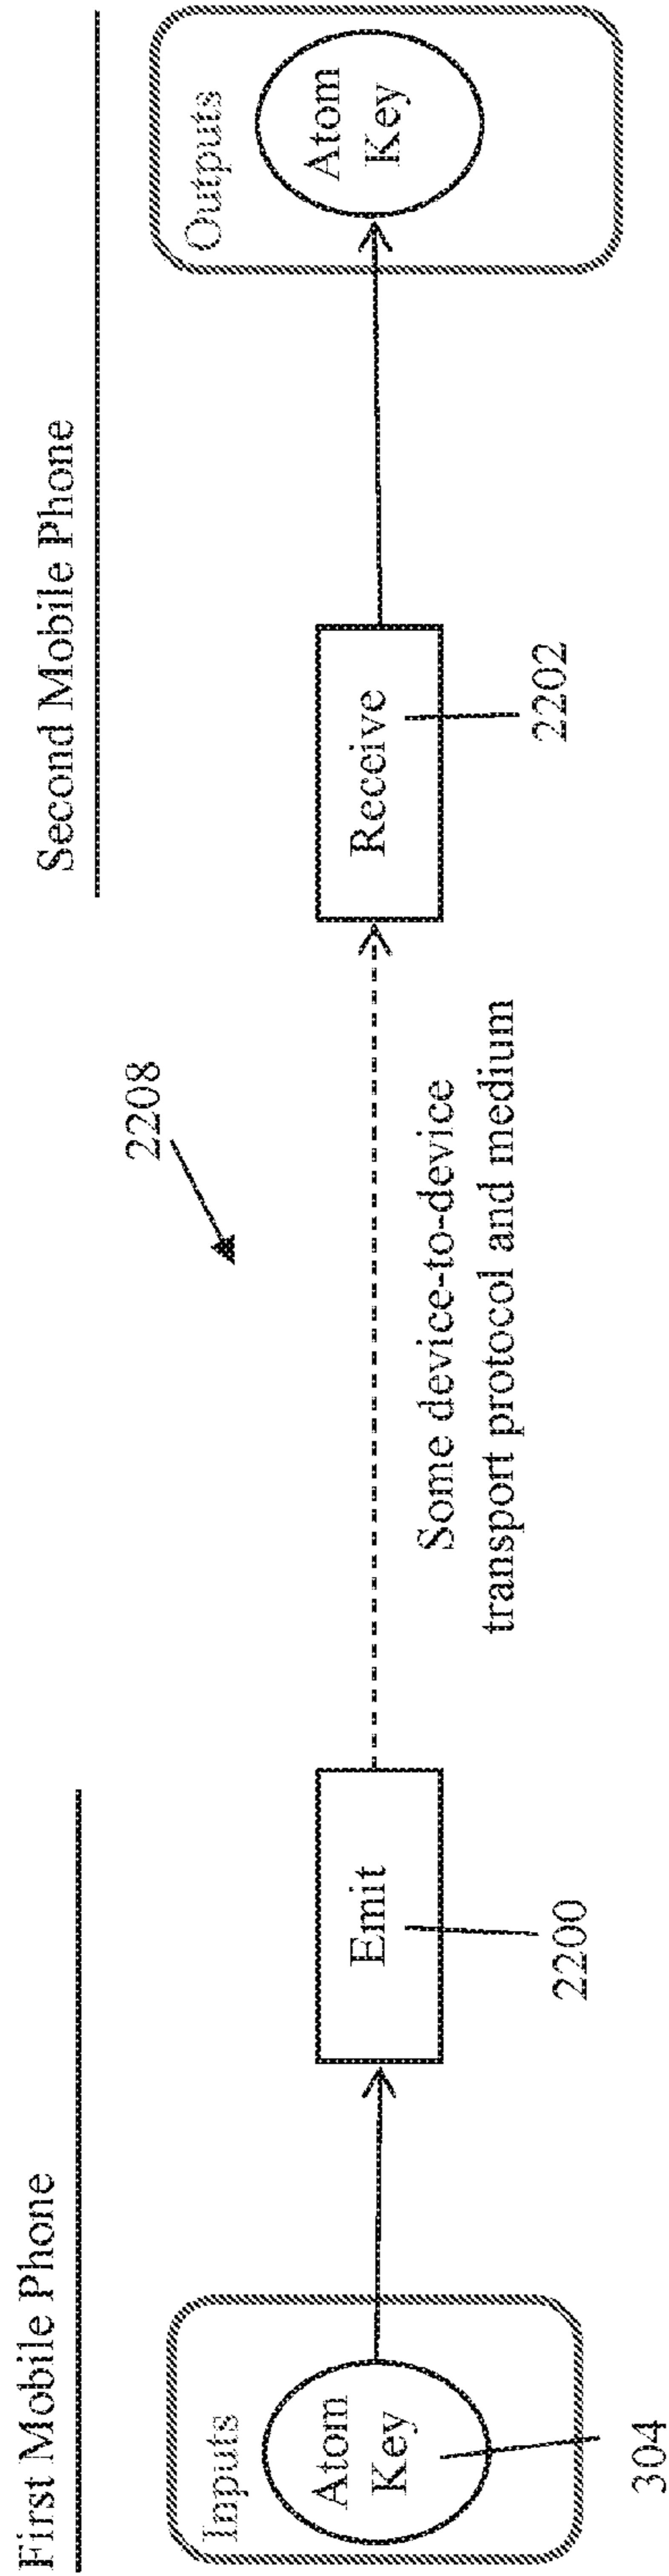 First Mobile Phone
Inputs
Atom
Key
304
Emit
2200
2208
Some device-to-device
transport protocol and medium
Second Mobile Phone
Receive
2202
Outputs
Atom
Key